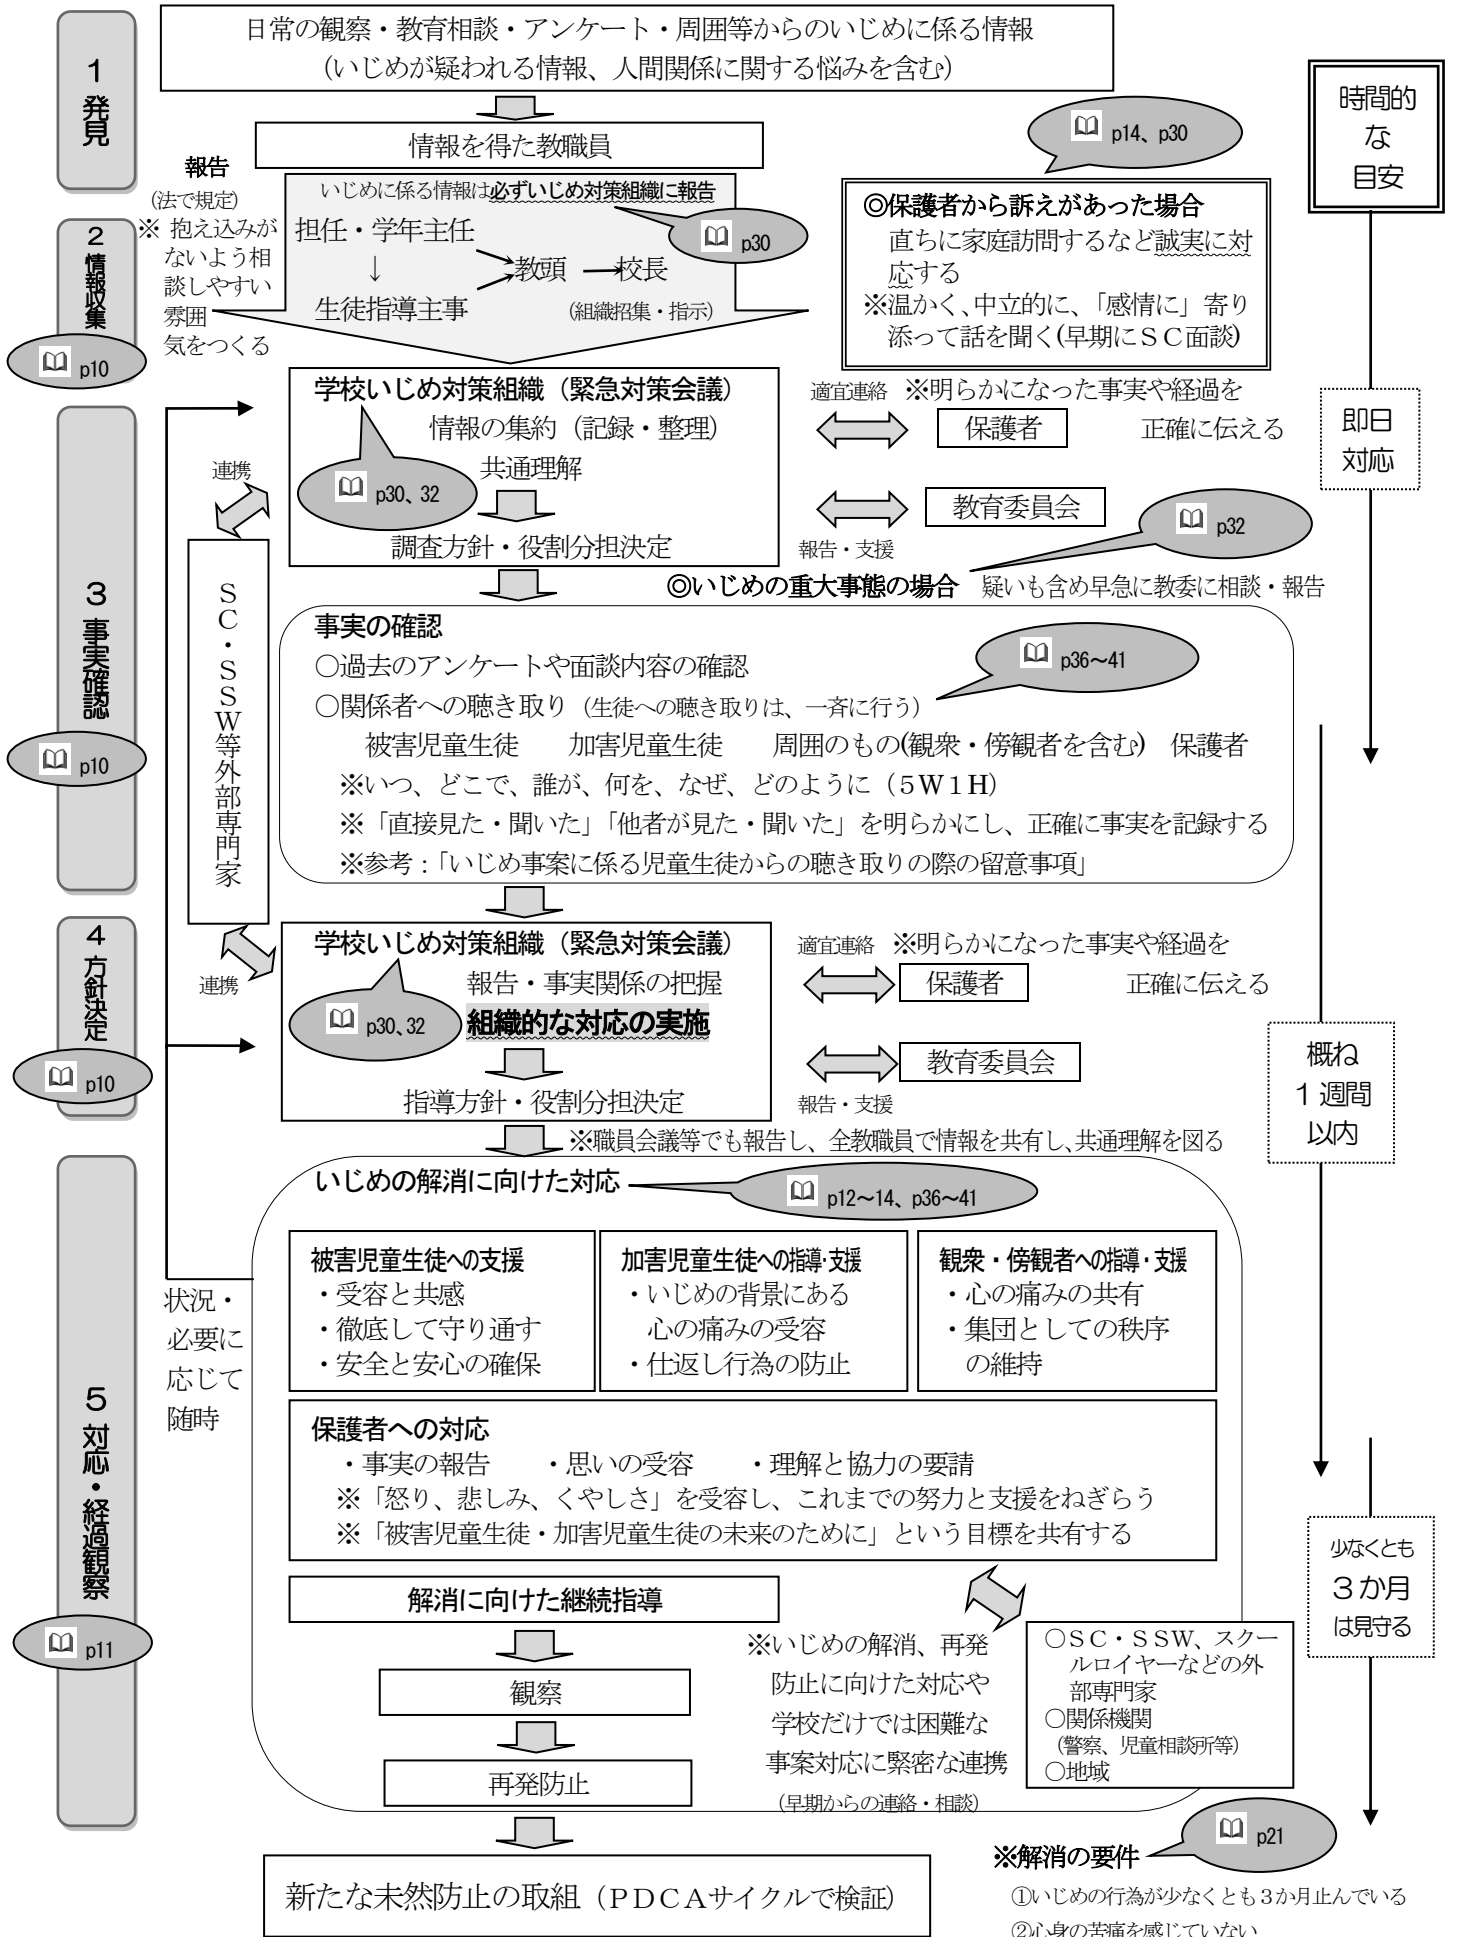 1 発見
日常の観察・教育相談・アンケート・周囲等からのいじめに係る情報
(いじめが疑われる情報、人間関係に関する悩みを含む)
情報を得た教職員
時間的
な
目安
p14、p30
報告
(法で規定)
※ 抱え込みが
ないよう相
談しやすい
雰囲
気をつくる
いじめに係る情報は必ずいじめ対策組織に報告
p30
担任・学年主任
↓
生徒指導主事
教頭
校長
(組織招集・指示)
◎保護者から訴えがあった場合
直ちに家庭訪問するなど誠実に対
応する
※温かく、中立的に、「感情に」寄り
添って話を聞く(早期にSC面談)
2 情報収集
p10
学校いじめ対策組織（緊急対策会議）
情報の集約（記録・整理）
共通理解
p30、32
調査方針・役割分担決定
適宜連絡 ※明らかになった事実や経過を
保護者 正確に伝える
教育委員会
報告・支援
p32
即日
対応
連携
SC・SSW等外部専門家
◎いじめの重大事態の場合 疑いも含め早急に教委に相談・報告
3 事実確認
p10
事実の確認
p36～41
○過去のアンケートや面談内容の確認
○関係者への聴き取り（生徒への聴き取りは、一斉に行う）
被害児童生徒 加害児童生徒 周囲のもの(観衆・傍観者を含む) 保護者
※いつ、どこで、誰が、何を、なぜ、どのように（5W1H）
※「直接見た・聞いた」「他者が見た・聞いた」を明らかにし、正確に事実を記録する
※参考：「いじめ事案に係る児童生徒からの聴き取りの際の留意事項」
4 方針決定
p10
連携
学校いじめ対策組織（緊急対策会議）
報告・事実関係の把握
p30、32
組織的な対応の実施
指導方針・役割分担決定
適宜連絡 ※明らかになった事実や経過を
保護者 正確に伝える
教育委員会
報告・支援
概ね
1週間
以内
※職員会議等でも報告し、全教職員で情報を共有し、共通理解を図る
5 対応・経過観察
p11
いじめの解消に向けた対応
p12～14、p36～41
被害児童生徒への支援
・受容と共感
・徹底して守り通す
・安全と安心の確保
加害児童生徒への指導・支援
・いじめの背景にある
心の痛みの受容
・仕返し行為の防止
観衆・傍観者への指導・支援
・心の痛みの共有
・集団としての秩序
の維持
状況・
必要に
応じて
随時
保護者への対応
・事実の報告 ・思いの受容 ・理解と協力の要請
※「怒り、悲しみ、くやしさ」を受容し、これまでの努力と支援をねぎらう
※「被害児童生徒・加害児童生徒の未来のために」という目標を共有する
少なくとも
3か月
は見守る
解消に向けた継続指導
観察
再発防止
※いじめの解消、再発
防止に向けた対応や
学校だけでは困難な
事案対応に緊密な連携
(早期からの連絡・相談)
○SC・SSW、スクー
ルロイヤーなどの外
部専門家
○関係機関
(警察、児童相談所等)
○地域
新たな未然防止の取組（PDCAサイクルで検証）
p21
※解消の要件
①いじめの行為が少なくとも3か月止んでいる
②心身の苦痛を感じていない